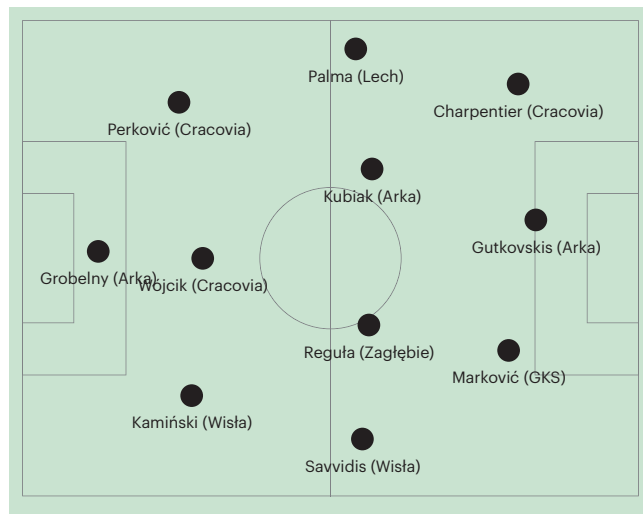 Palma (Lech)
Charpentier (Cracovia)
Perković (Cracovia)
Kubiak (Arka)
Gutkovskis (Arka)
Grobelny (Arka)
Wójcik (Cracovia)
Reguła (Zagłębie)
Marković (GKS)
Kamiński (Wisła)
Savvidis (Wisła)